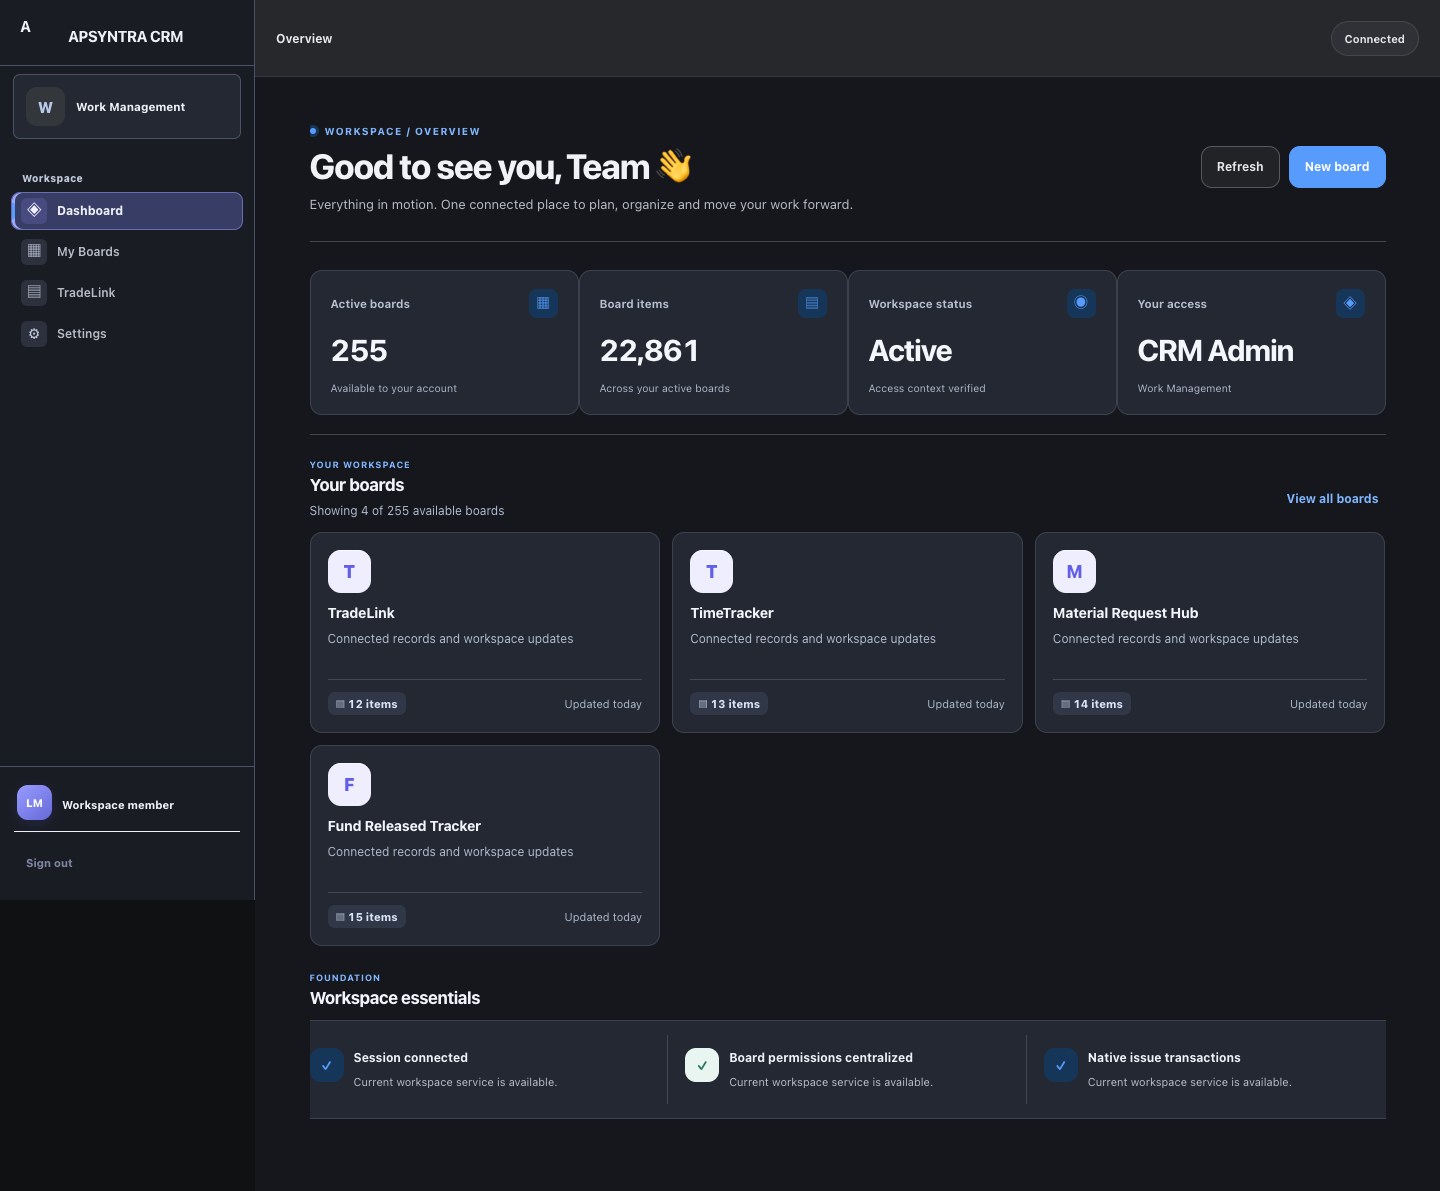 A
APSYNTRA CRM
W
Work Management
Workspace
Dashboard
My Boards
TradeLink
Settings
LM
Workspace member
Sign out
Overview
Connected
WORKSPACE / OVERVIEW
Good to see you, Team 👋
Everything in motion. One connected place to plan, organize and move your work forward.
Refresh
New board
Active boards
255
Available to your account
Board items
22,861
Across your active boards
Workspace status
Active
Access context verified
Your access
CRM Admin
Work Management
YOUR WORKSPACE
Your boards
Showing 4 of 255 available boards
View all boards
T
TradeLink
Connected records and workspace updates
12 items
Updated today
T
TimeTracker
Connected records and workspace updates
13 items
Updated today
M
Material Request Hub
Connected records and workspace updates
14 items
Updated today
F
Fund Released Tracker
Connected records and workspace updates
15 items
Updated today
FOUNDATION
Workspace essentials
Session connected
Current workspace service is available.
Board permissions centralized
Current workspace service is available.
Native issue transactions
Current workspace service is available.